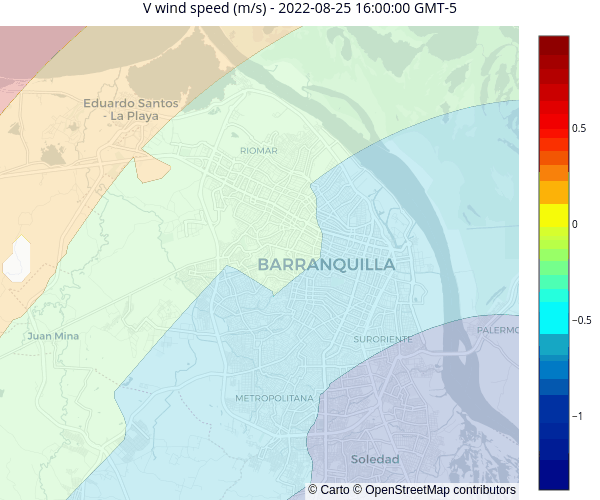 V wind speed (m/s) - 2022-08-25 16:00:00 GMT-5
Eduardo Santos
- La Playa
RIOMAR
BARRANQUILLA
Juan Mina
SURORIENTE
PALERMO
METROPOLITANA
Soledad
© Carto © OpenStreetMap contributors
0.5
0
−0.5
−1